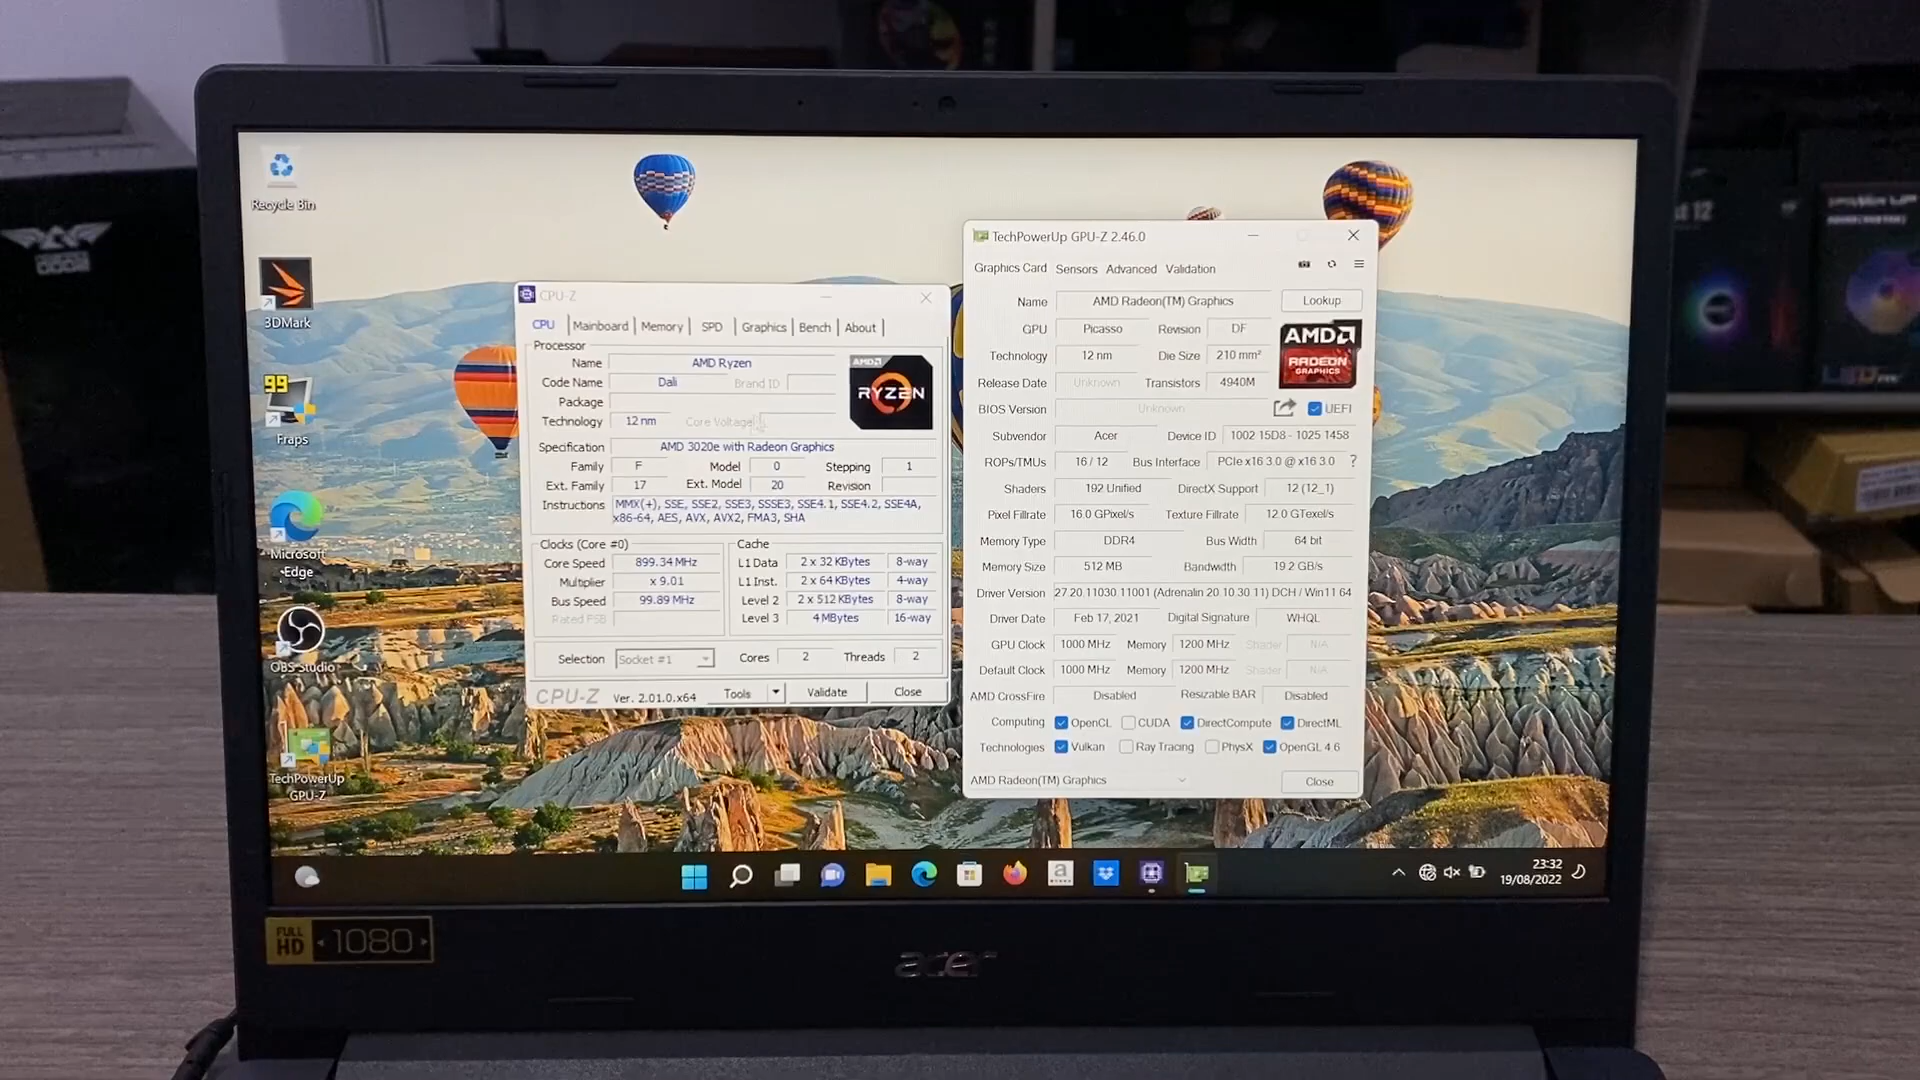 Recycle Bin
3DMark
99
Fraps
Microsoft
Edge
OBS Studio
TechPowerUp
GPU-Z
CPU-Z
CPU Mainboard Memory SPD Graphics Bench About
Processor
Name AMD Ryzen
Code Name Dali Brand ID
Package
Technology 12 nm Core Voltage
AMD
RYZEN
Specification AMD 3020e with Radeon Graphics
Family F Model 0 Stepping 1
Ext. Family 17 Ext. Model 20 Revision
Instructions MMX(+), SSE, SSE2, SSE3, SSSE3, SSE4.1, SSE4.2, SSE4A,
x86-64, AES, AVX, AVX2, FMA3, SHA
Clocks (Core #0)
Core Speed 899.34 MHz
Multiplier x 9.01
Bus Speed 99.89 MHz
Rated FSB
Cache
L1 Data 2 x 32 KBytes 8-way
L1 Inst. 2 x 64 KBytes 4-way
Level 2 2 x 512 KBytes 8-way
Level 3 4 MBytes 16-way
Selection Socket #1 Cores 2 Threads 2
CPU-Z Ver. 2.01.0.x64 Tools Validate Close
TechPowerUp GPU-Z 2.46.0
Graphics Card Sensors Advanced Validation
Name AMD Radeon(TM) Graphics Lookup
GPU Picasso Revision DF
Technology 12 nm Die Size 210 mm²
Release Date Unknown Transistors 4940M
AMD
RADEON
GRAPHICS
BIOS Version Unknown UEFI
Subvendor Acer Device ID 1002 15D8 - 1025 1458
ROPs/TMUs 16 / 12 Bus Interface PCIe x16 3.0 @ x16 3.0 ?
Shaders 192 Unified DirectX Support 12 (12_1)
Pixel Fillrate 16.0 GPixel/s Texture Fillrate 12.0 GTexel/s
Memory Type DDR4 Bus Width 64 bit
Memory Size 512 MB Bandwidth 19.2 GB/s
Driver Version 27.20.11030.11001 (Adrenalin 20.10.30.11) DCH / Win11 64
Driver Date Feb 17, 2021 Digital Signature WHQL
GPU Clock 1000 MHz Memory 1200 MHz Shader N/A
Default Clock 1000 MHz Memory 1200 MHz Shader N/A
AMD CrossFire Disabled Resizable BAR Disabled
Computing OpenCL CUDA DirectCompute DirectML
Technologies Vulkan Ray Tracing PhysX OpenGL 4.6
AMD Radeon(TM) Graphics Close
a
23:32
19/08/2022
FULL
HD 1080
acer